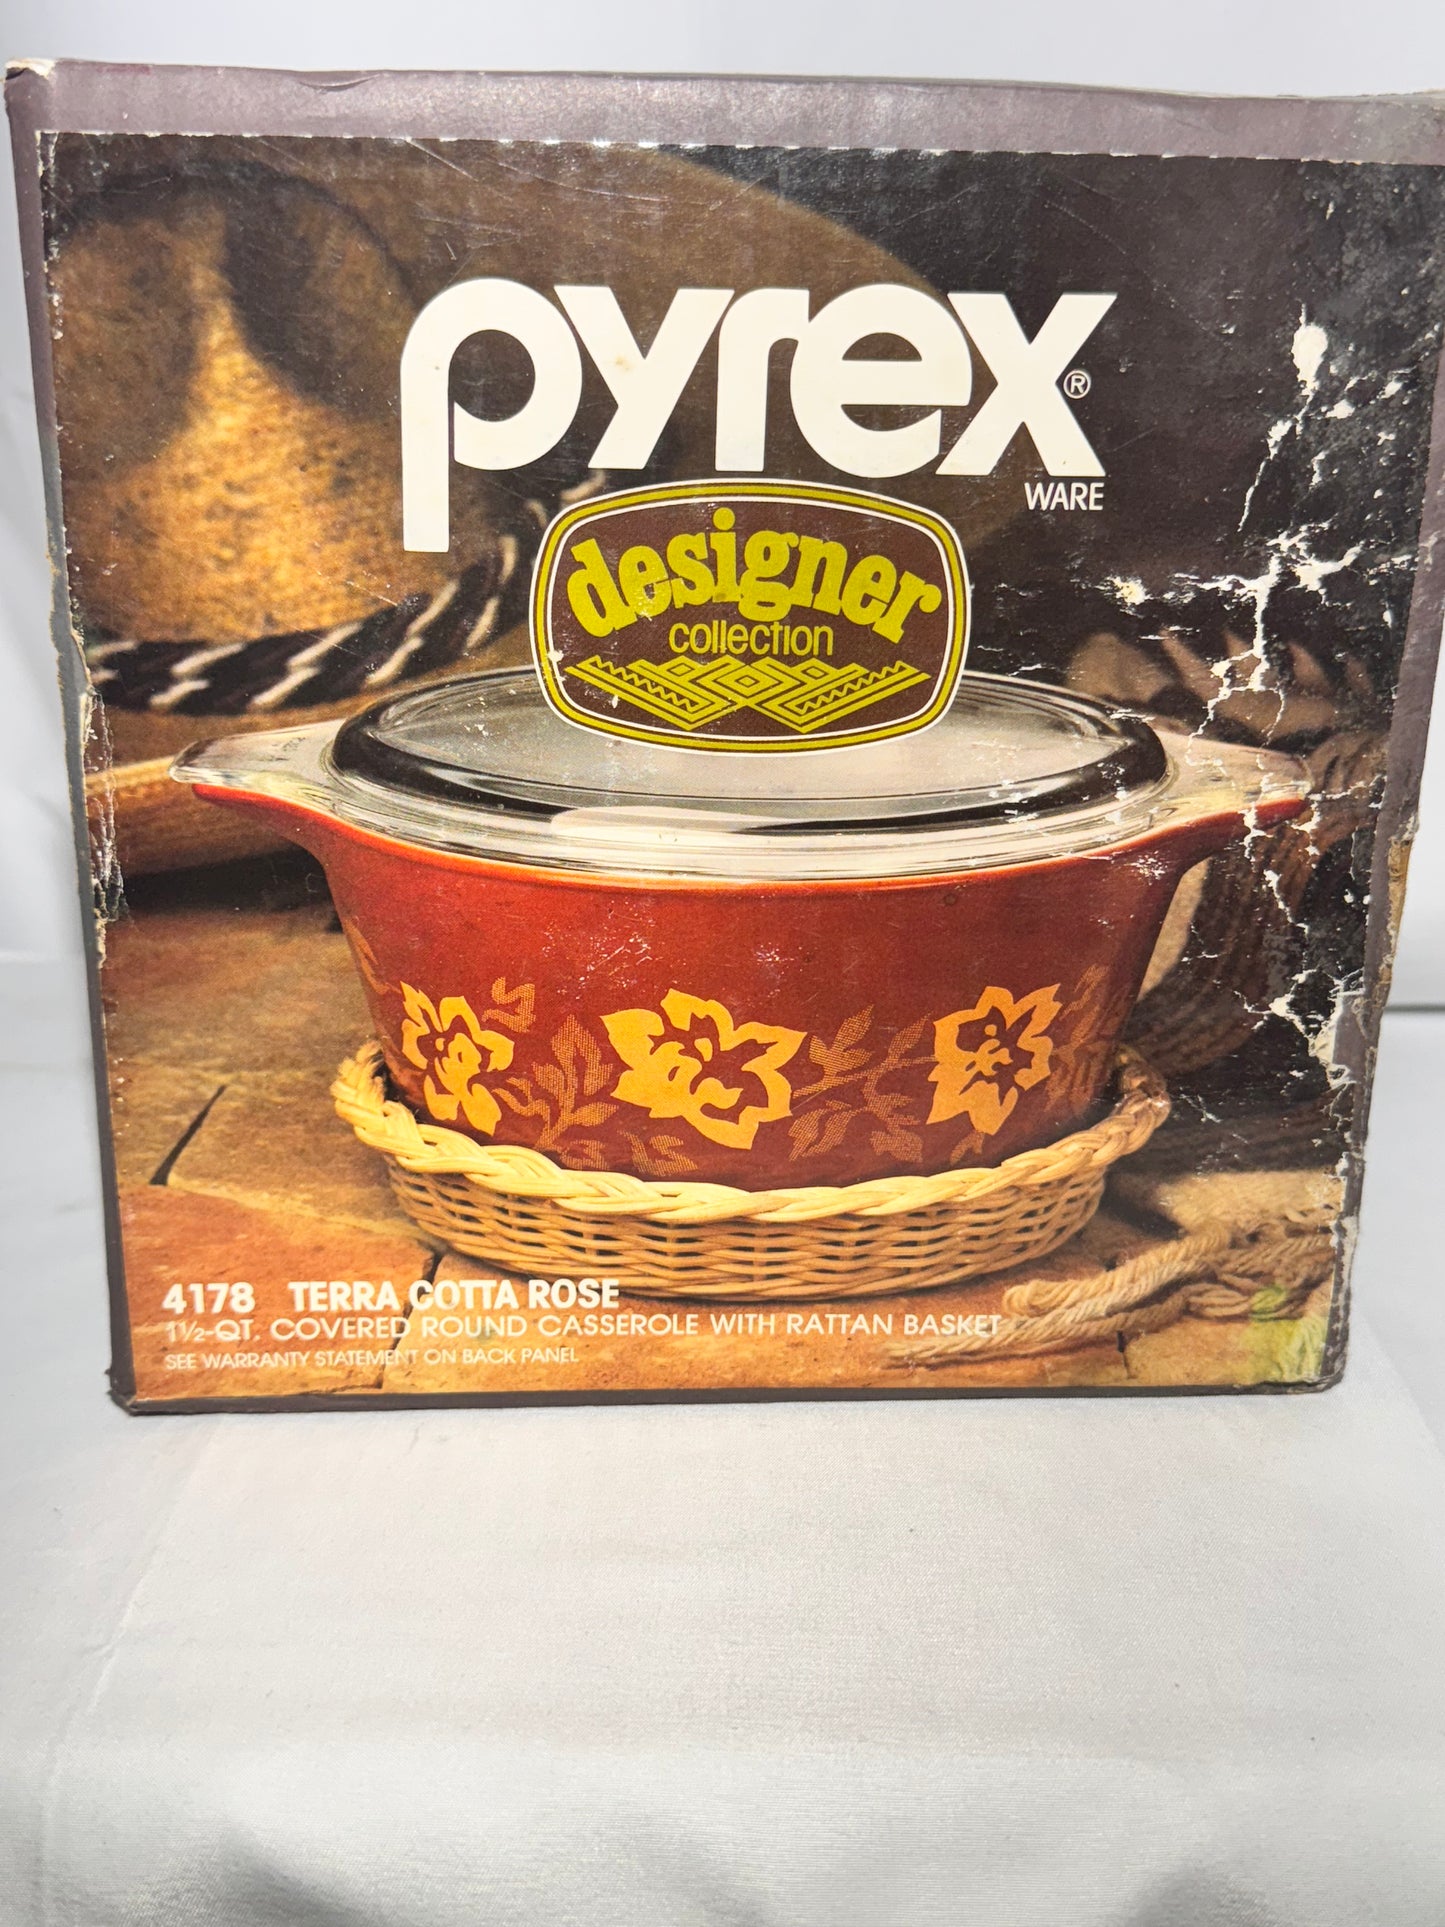 pyrex®
WARE
designer
collection
4178 TERRA COTTA ROSE
1½-QT. COVERED ROUND CASSEROLE WITH RATTAN BASKET
SEE WARRANTY STATEMENT ON BACK PANEL